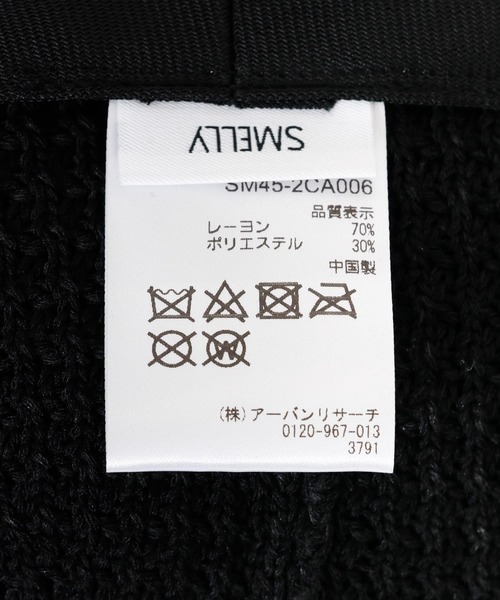 SMELLY
SM45-2CA006
品質表示
レーヨン 70%
ポリエステル 30%
中国製
W
(株)アーバンリサーチ
0120-967-013
3791